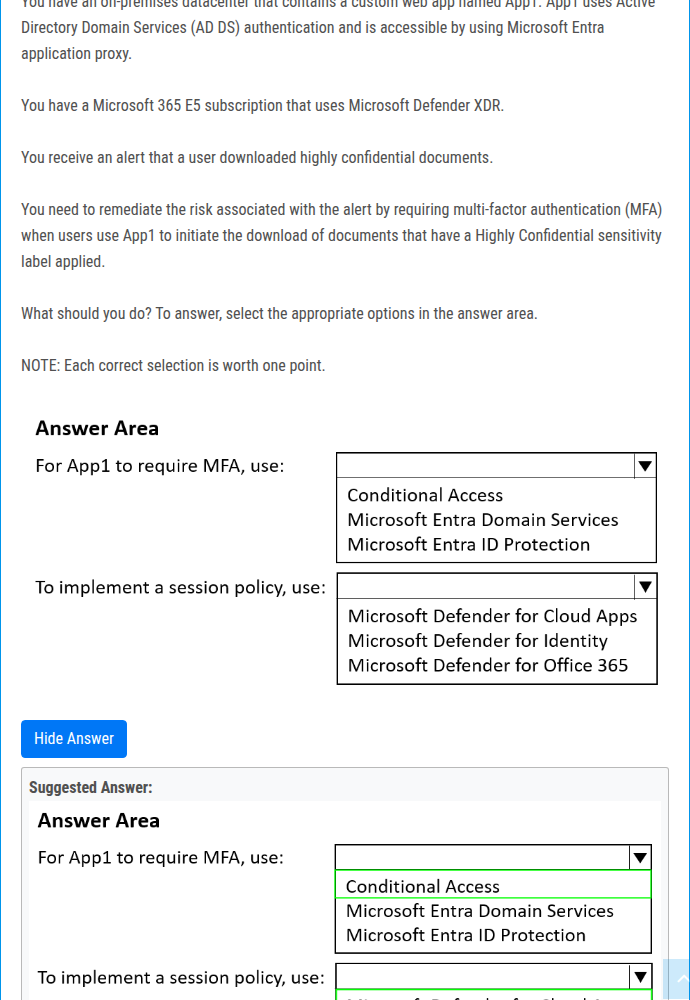 You have an on-premises datacenter that contains a custom web app named App1. App1 uses Active
Directory Domain Services (AD DS) authentication and is accessible by using Microsoft Entra
application proxy.
You have a Microsoft 365 E5 subscription that uses Microsoft Defender XDR.
You receive an alert that a user downloaded highly confidential documents.
You need to remediate the risk associated with the alert by requiring multi-factor authentication (MFA)
when users use App1 to initiate the download of documents that have a Highly Confidential sensitivity
label applied.
What should you do? To answer, select the appropriate options in the answer area.
NOTE: Each correct selection is worth one point.
Answer Area
For App1 to require MFA, use:
Conditional Access
Microsoft Entra Domain Services
Microsoft Entra ID Protection
To implement a session policy, use:
Microsoft Defender for Cloud Apps
Microsoft Defender for Identity
Microsoft Defender for Office 365
Hide Answer
Suggested Answer:
Answer Area
For App1 to require MFA, use:
Conditional Access
Microsoft Entra Domain Services
Microsoft Entra ID Protection
To implement a session policy, use: